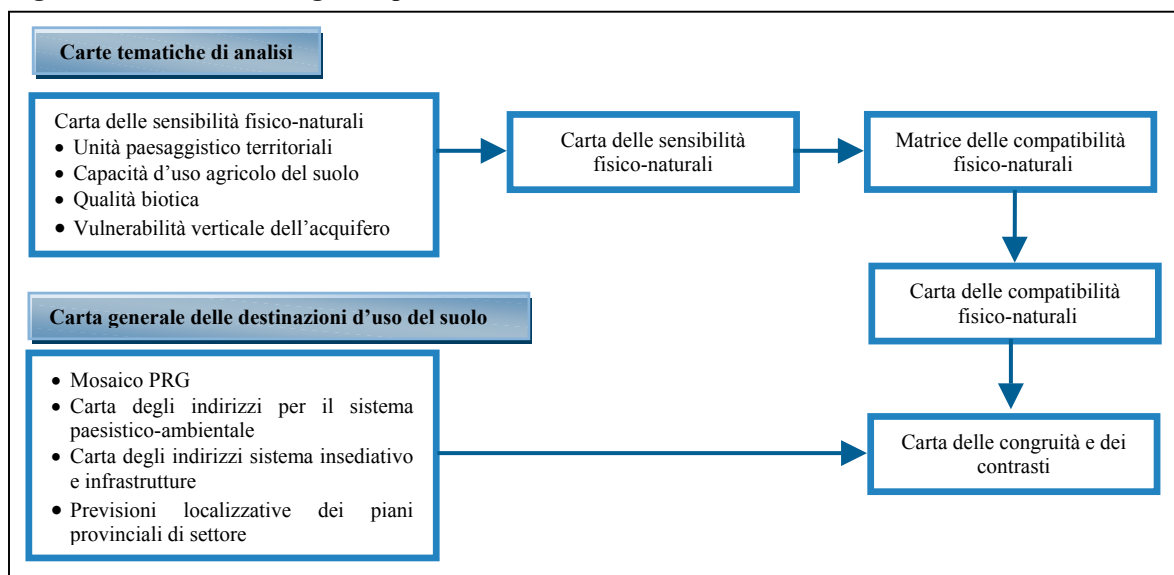 Carte tematiche di analisi
Carta delle sensibilità fisico-naturali
• Unità paesaggistico territoriali
• Capacità d'uso agricolo del suolo
• Qualità biotica
• Vulnerabilità verticale dell'acquifero
Carta delle sensibilità
fisico-naturali
Matrice delle compatibilità
fisico-naturali
Carta delle compatibilità
fisico-naturali
Carta generale delle destinazioni d'uso del suolo
• Mosaico PRG
• Carta degli indirizzi per il sistema
paesistico-ambientale
• Carta degli indirizzi sistema insediativo
e infrastrutture
• Previsioni localizzative dei piani
provinciali di settore
Carta delle congruità e dei
contrasti